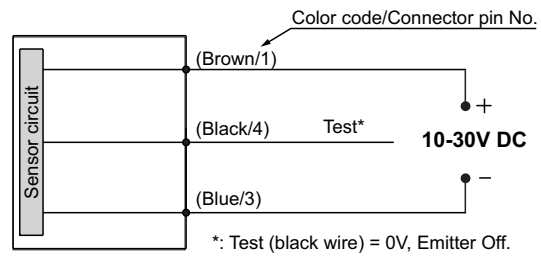 Color code/Connector pin No.
(Brown/1)
+
Sensor circuit
(Black/4) Test*
10-30V DC
−
(Blue/3)
*: Test (black wire) = 0V, Emitter Off.